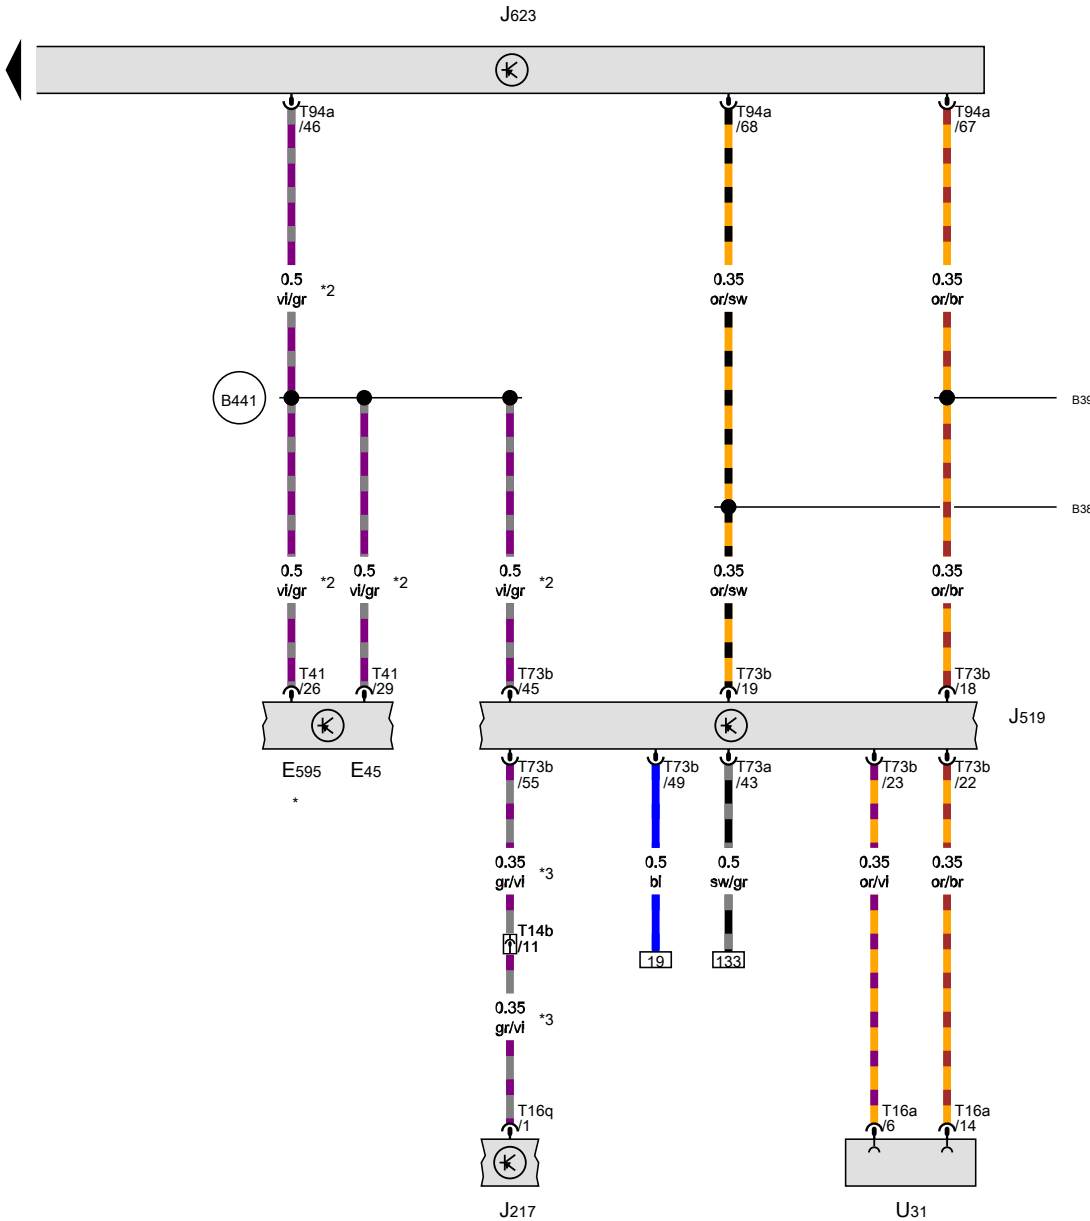 J623
T94a
/46
T94a
/68
T94a
/67
0.5
vi/gr
*2
0.35
or/sw
0.35
or/br
B441
B39
B38
0.5
vi/gr
*2
0.5
vi/gr
*2
0.5
vi/gr
*2
0.35
or/sw
0.35
or/br
T41
/26
T41
/29
T73b
/45
T73b
/19
T73b
/18
J519
E595
*
E45
T73b
/55
T73b
/49
T73a
/43
T73b
/23
T73b
/22
0.35
gr/vi
*3
0.5
bl
0.5
sw/gr
0.35
or/vi
0.35
or/br
T14b
/11
19
133
0.35
gr/vi
*3
T16q
/1
T16a
/6
T16a
/14
J217
U31